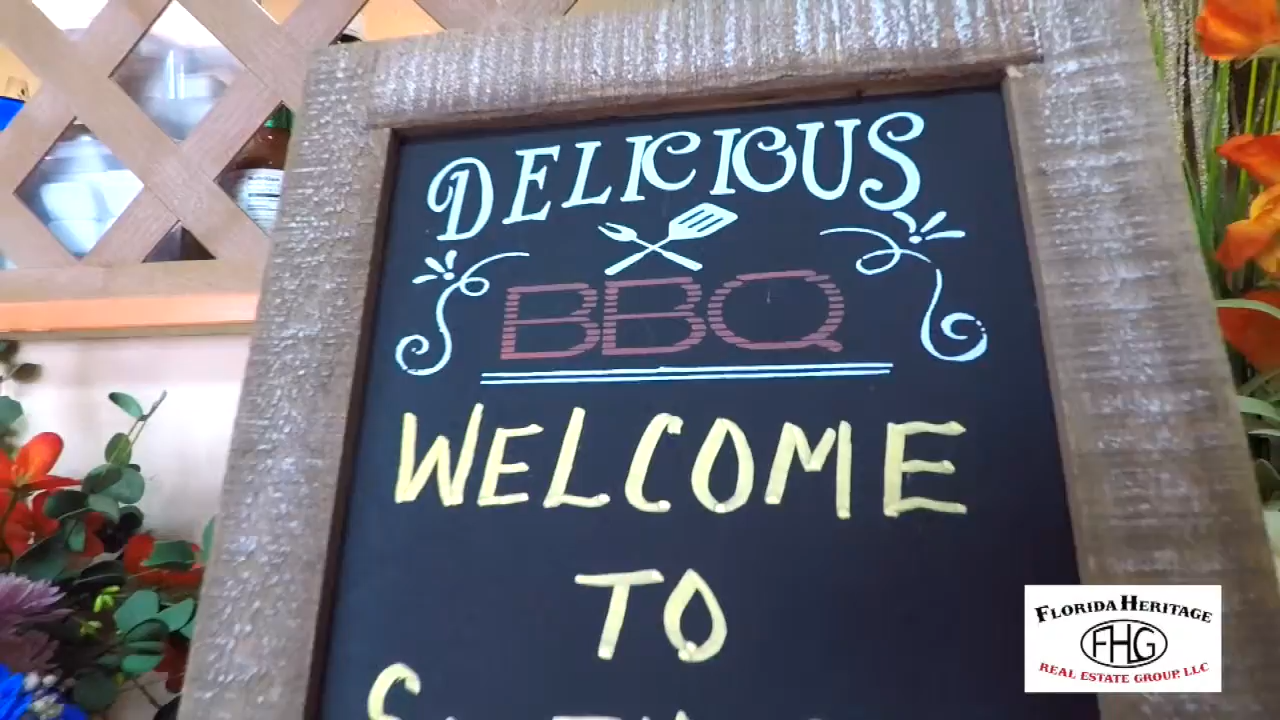 DELICIOUS
BBQ
WELCOME
TO
FLORIDA HERITAGE
FHG
REAL ESTATE GROUP, LLC